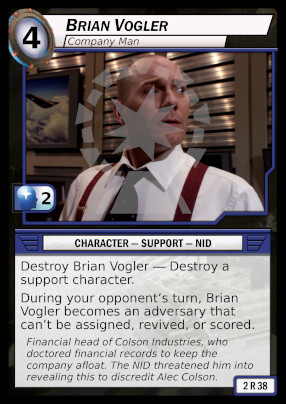 4
BRIAN VOGLER
Company Man
2
CHARACTER — SUPPORT — NID
Destroy Brian Vogler — Destroy a
support character.
During your opponent's turn, Brian
Vogler becomes an adversary that
can't be assigned, revived, or scored.
Financial head of Colson Industries, who
doctored financial records to keep the
company afloat. The NID threatened him into
revealing this to discredit Alec Colson.
2 R 38